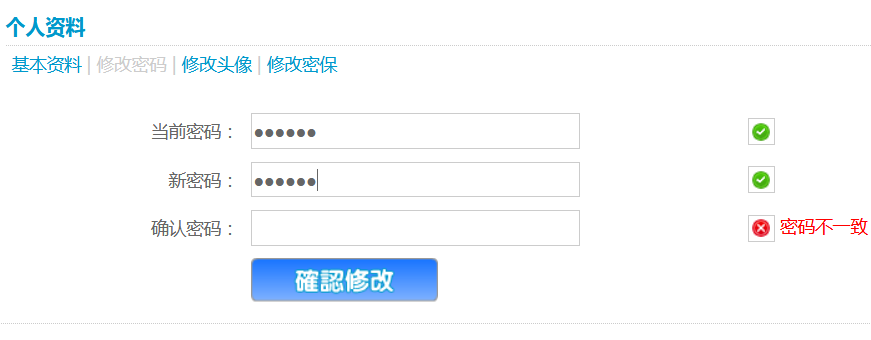 个人资料
基本资料 | 修改密码 | 修改头像 | 修改密保
当前密码： ●●●●●●
新密码： ●●●●●●
确认密码： 密码不一致
確認修改